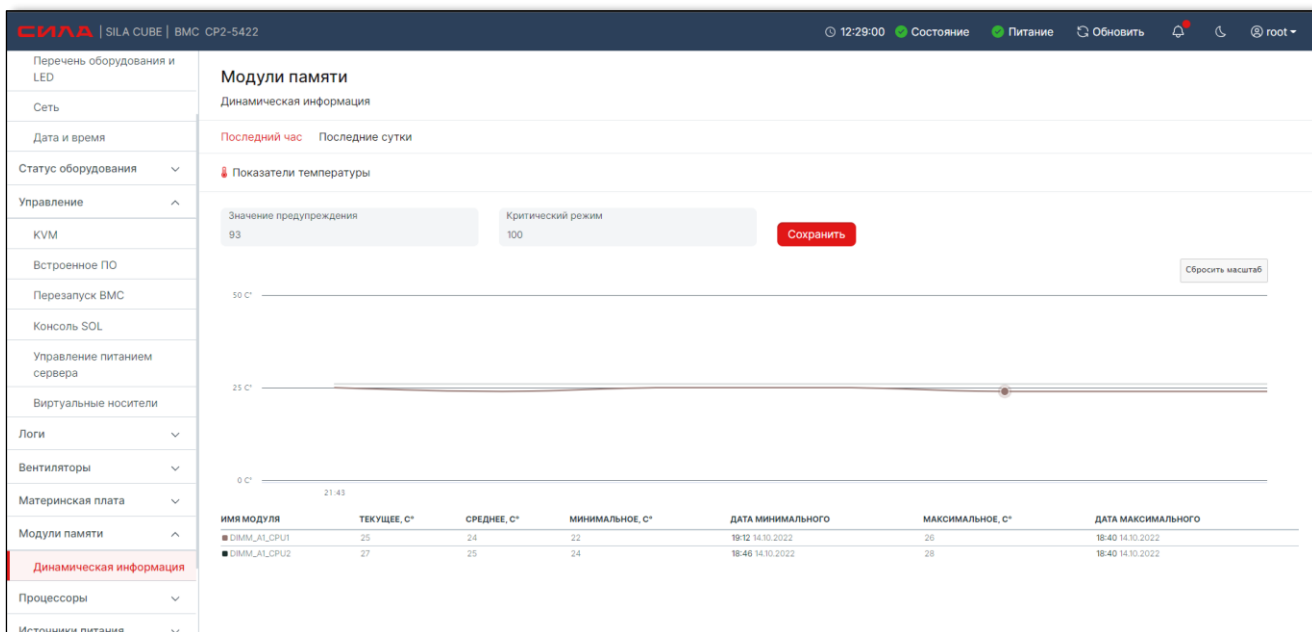 СИЛА | SILA CUBE | BMC CP2-5422
12:29:00 Состояние Питание Обновить root
Перечень оборудования и
LED
Сеть
Дата и время
Статус оборудования
Управление
KVM
Встроенное ПО
Перезапуск BMC
Консоль SOL
Управление питанием
сервера
Виртуальные носители
Логи
Вентиляторы
Материнская плата
Модули памяти
Динамическая информация
Процессоры
Источники питания
Модули памяти
Динамическая информация
Последний час Последние сутки
Показатели температуры
Значение предупреждения
93
Критический режим
100
Сохранить
Сбросить масштаб
50 C°
25 C°
0 C°
21:43
ИМЯ МОДУЛЯ ТЕКУЩЕЕ, C° СРЕДНЕЕ, C° МИНИМАЛЬНОЕ, C° ДАТА МИНИМАЛЬНОГО МАКСИМАЛЬНОЕ, C° ДАТА МАКСИМАЛЬНОГО
DIMM_A1_CPU1 25 24 22 19:12 14.10.2022 26 18:40 14.10.2022
DIMM_A1_CPU2 27 25 24 18:46 14.10.2022 28 18:40 14.10.2022